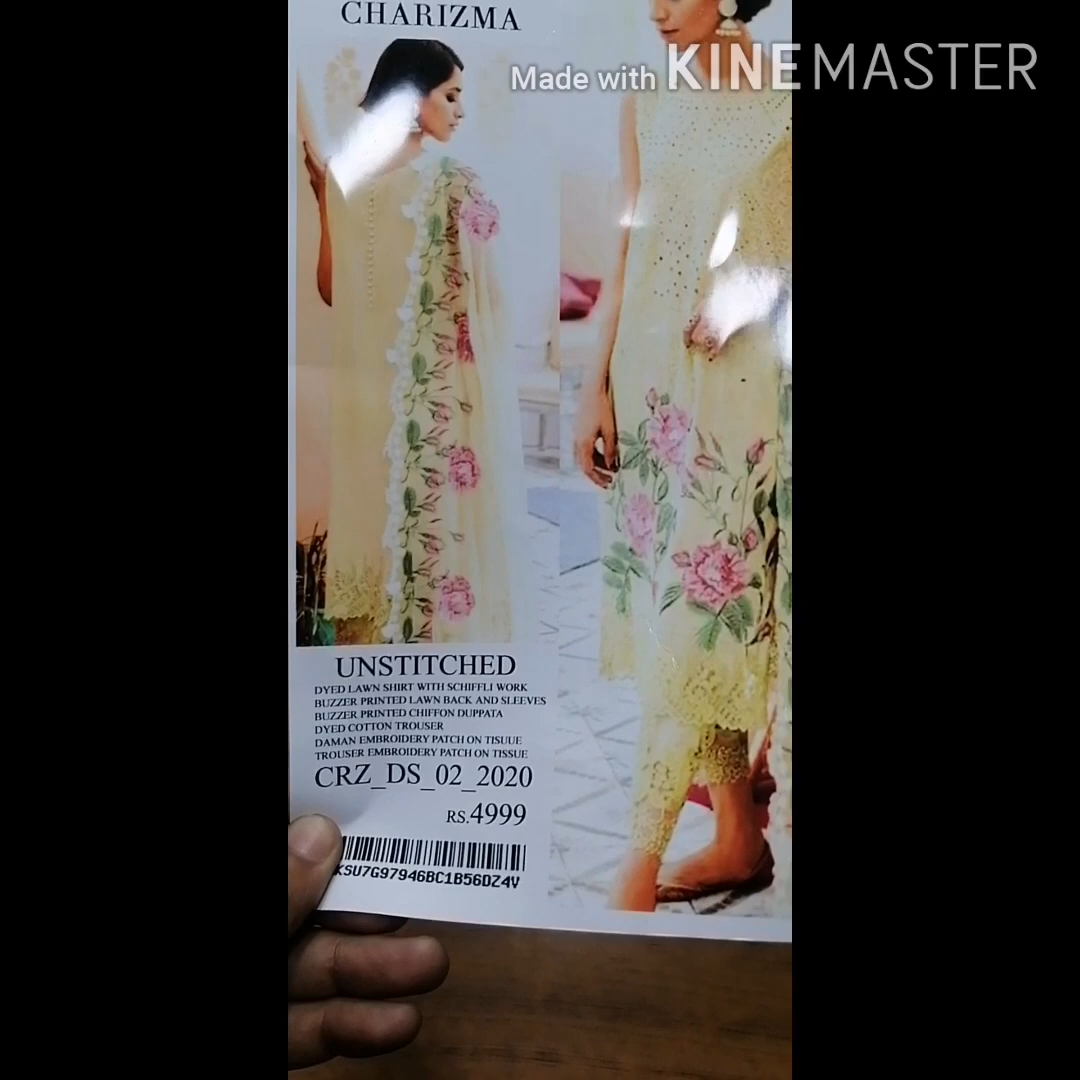 CHARIZMA
Made with KINEMASTER
UNSTITCHED
DYED LAWN SHIRT WITH SCHIFFLI WORK
BUZZER PRINTED LAWN BACK AND SLEEVES
BUZZER PRINTED CHIFFON DUPPATA
DYED COTTON TROUSER
DAMAN EMBROIDERY PATCH ON TISUUE
TROUSER EMBROIDERY PATCH ON TISSUE
CRZ_DS_02_2020
RS.4999
KSU7G97946BC1B56DZ4V